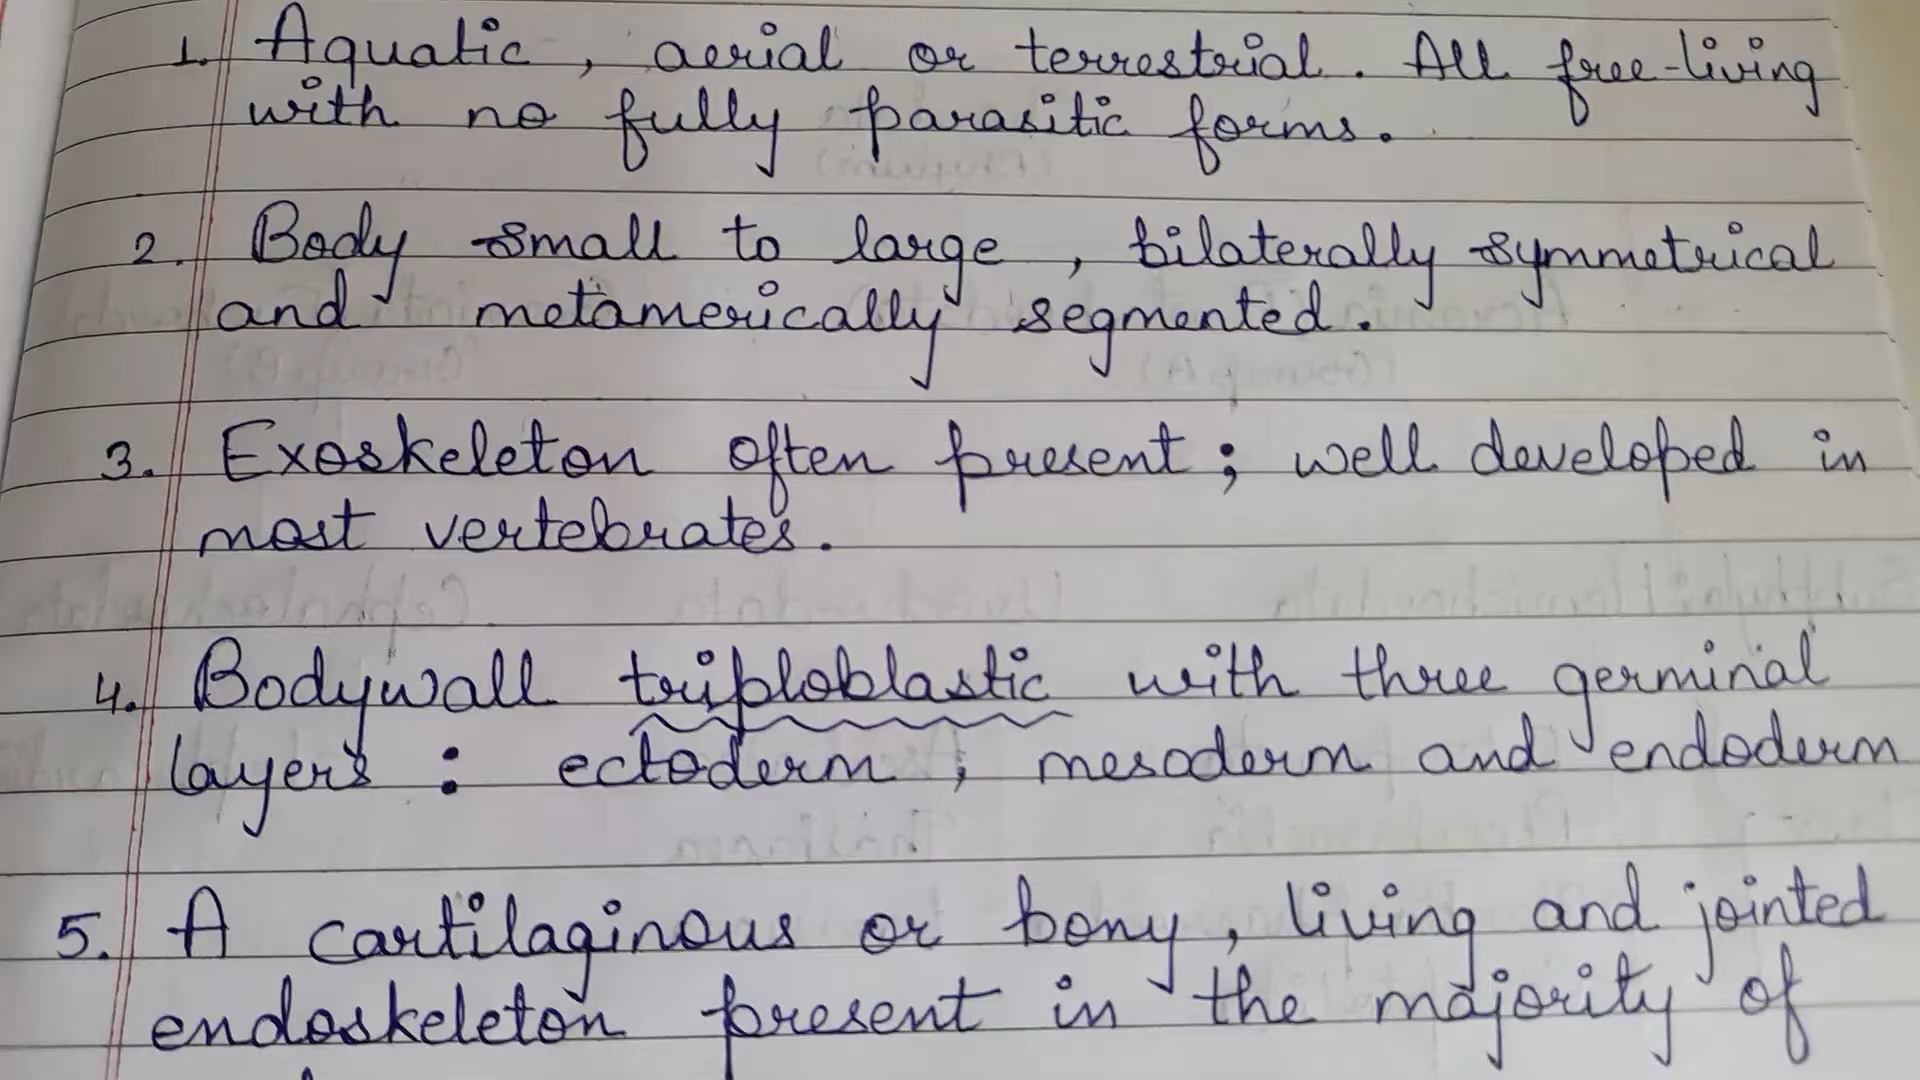 1. Aquatic, aerial or terrestrial. All free-living
with no fully parasitic forms.
2. Body small to large, bilaterally symmetrical
and metamerically segmented.
3. Exoskeleton often present; well developed in
most vertebrates.
4. Bodywall triploblastic with three germinal
layers: ectoderm, mesoderm and endoderm
5. A cartilaginous or bony, living and jointed
endoskeleton present in the majority of